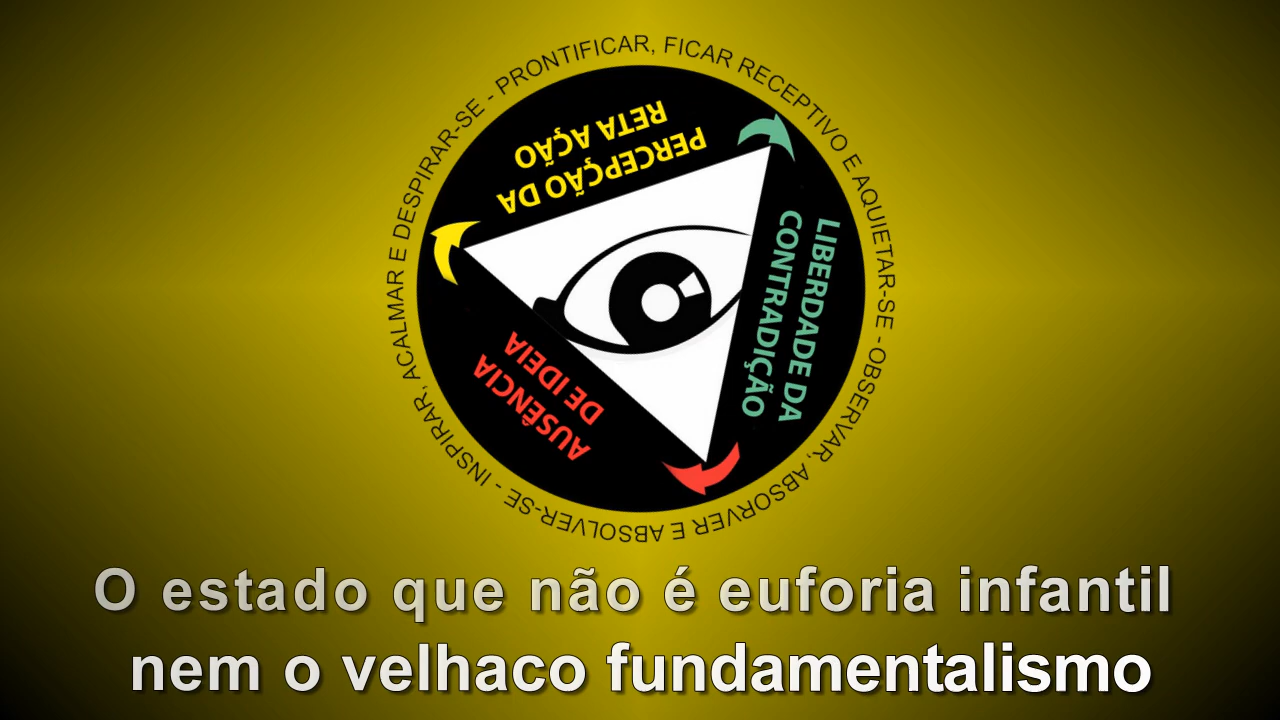 PRONTIFICAR, FICAR RECEPTIVO E AQUIETAR-SE - OBSERVAR, ABSORVER E ABSOLVER-SE - INSPIRAR, ACALMAR E DESPIRAR-SE -
PERCEPÇÃO DA
RETA AÇÃO
LIBERDADE DA
CONTRADIÇÃO
AUSÊNCIA
DE IDEIA
O estado que não é euforia infantil
nem o velhaco fundamentalismo